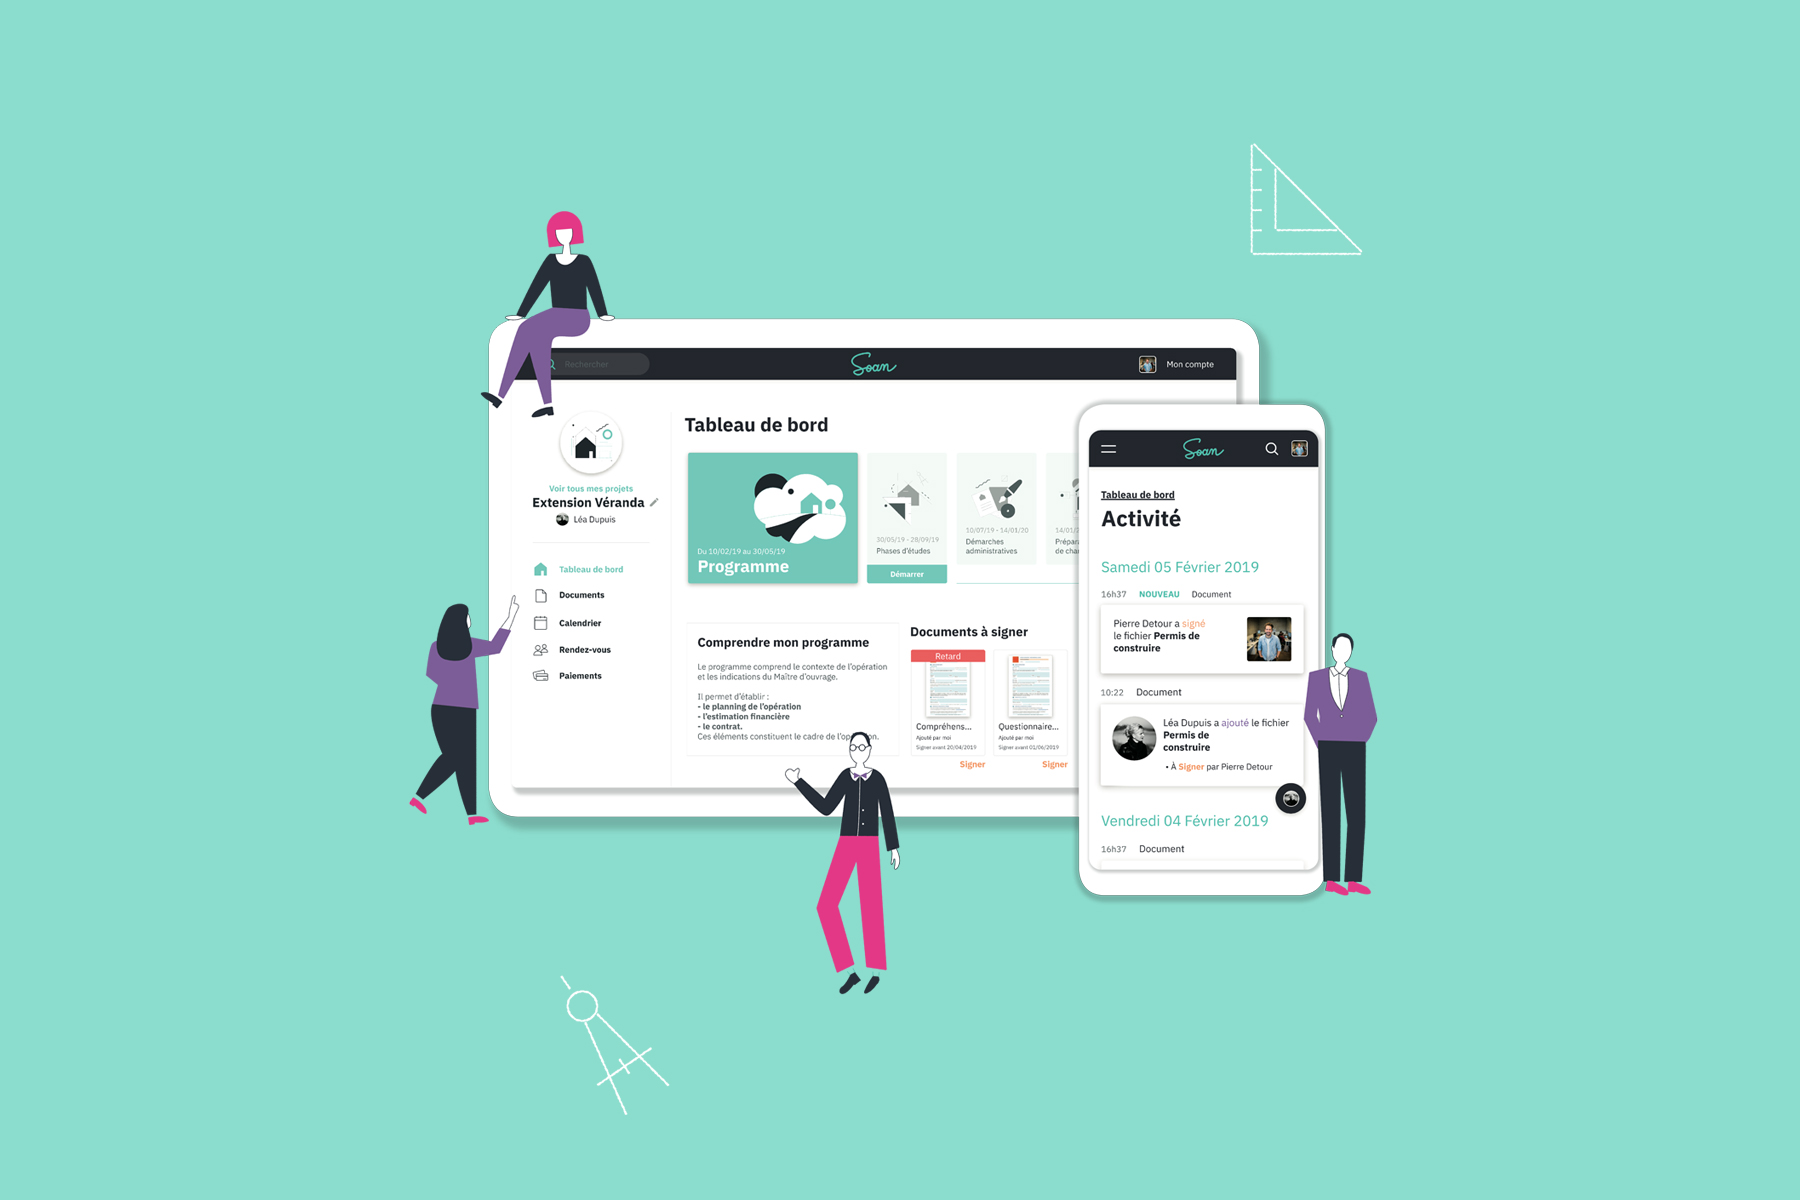 Rechercher
Soan
Mon compte
Voir tous mes projets
Extension Véranda
Léa Dupuis
Tableau de bord
Documents
Calendrier
Rendez-vous
Paiements
Tableau de bord
Du 10/02/19 au 30/05/19
Programme
30/05/19 - 28/09/19
Phases d'études
Démarrer
10/07/19 - 14/01/20
Démarches
administratives
14/01/2
Prépara
de cha
Comprendre mon programme
Le programme comprend le contexte de l'opération
et les indications du Maître d'ouvrage.
Il permet d'établir :
- le planning de l'opération
- l'estimation financière
- le contrat.
Ces éléments constituent le cadre de l'opération.
Documents à signer
Retard
Compréhens...
Ajouté par moi
Signer avant 20/04/2019
Signer
Questionnaire...
Ajouté par moi
Signer avant 01/06/2019
Signer
Soan
Tableau de bord
Activité
Samedi 05 Février 2019
16h37 NOUVEAU Document
Pierre Detour a signé
le fichier Permis de
construire
10:22 Document
Léa Dupuis a ajouté le fichier
Permis de
construire
• À Signer par Pierre Detour
Vendredi 04 Février 2019
16h37 Document